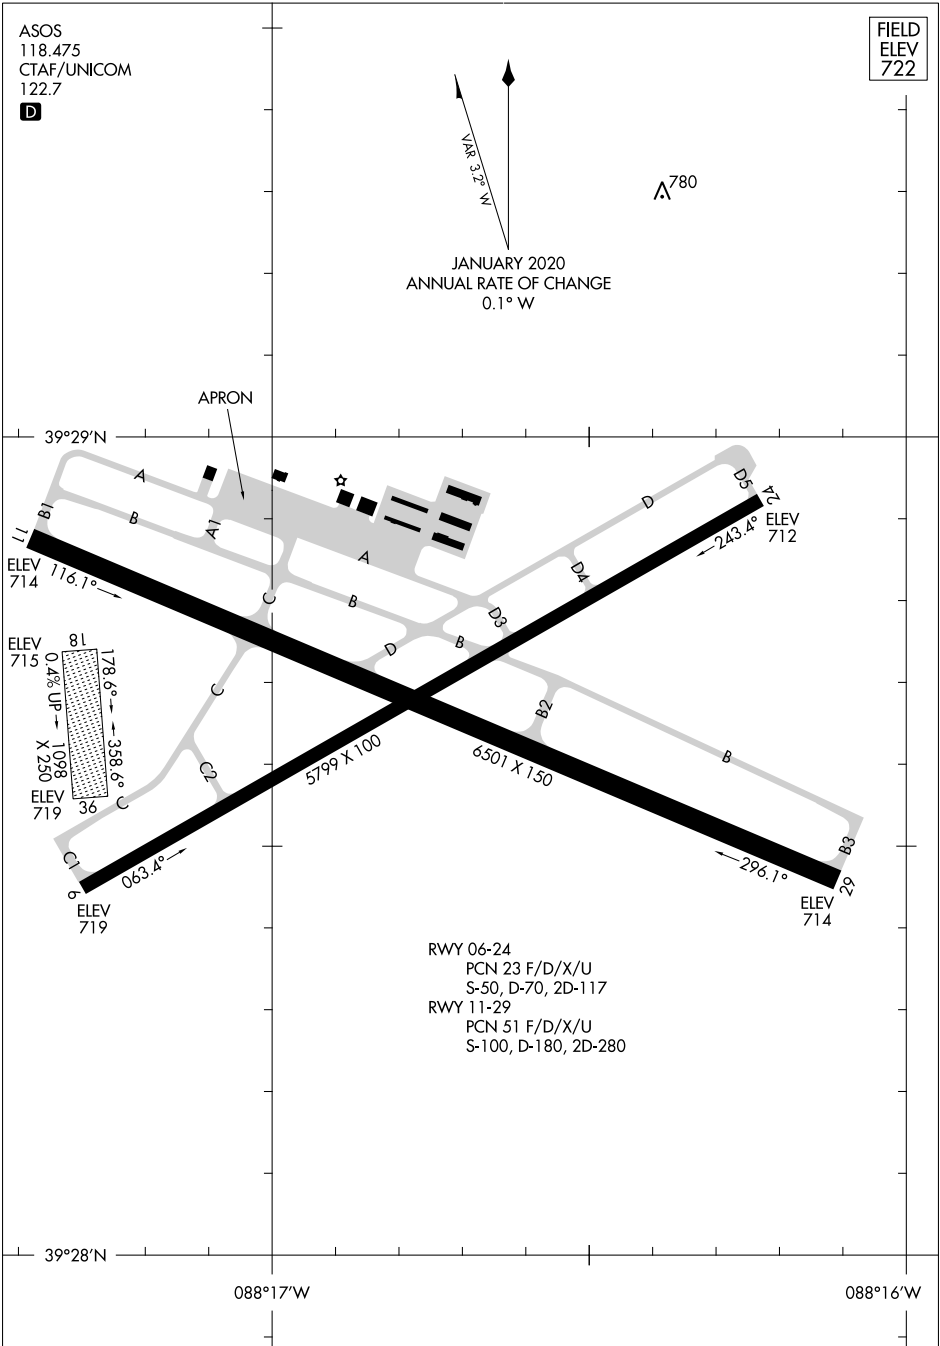 ASOS
118.475
CTAF/UNICOM
122.7
D
FIELD
ELEV
722
VAR 3.2° W
780
JANUARY 2020
ANNUAL RATE OF CHANGE
0.1° W
APRON
39°29'N
A
B
B1
A1
11
ELEV
714
116.1°
A
B
C
D
D
D5
24
ELEV
712
243.4°
D4
D3
B
B2
B
B3
ELEV
715
18
178.6°
358.6°
0.4% UP
1098
X 250
ELEV
719
36
C
C
C2
C1
5799 X 100
6501 X 150
6
063.4°
ELEV
719
296.1°
29
ELEV
714
RWY 06-24
PCN 23 F/D/X/U
S-50, D-70, 2D-117
RWY 11-29
PCN 51 F/D/X/U
S-100, D-180, 2D-280
39°28'N
088°17'W
088°16'W